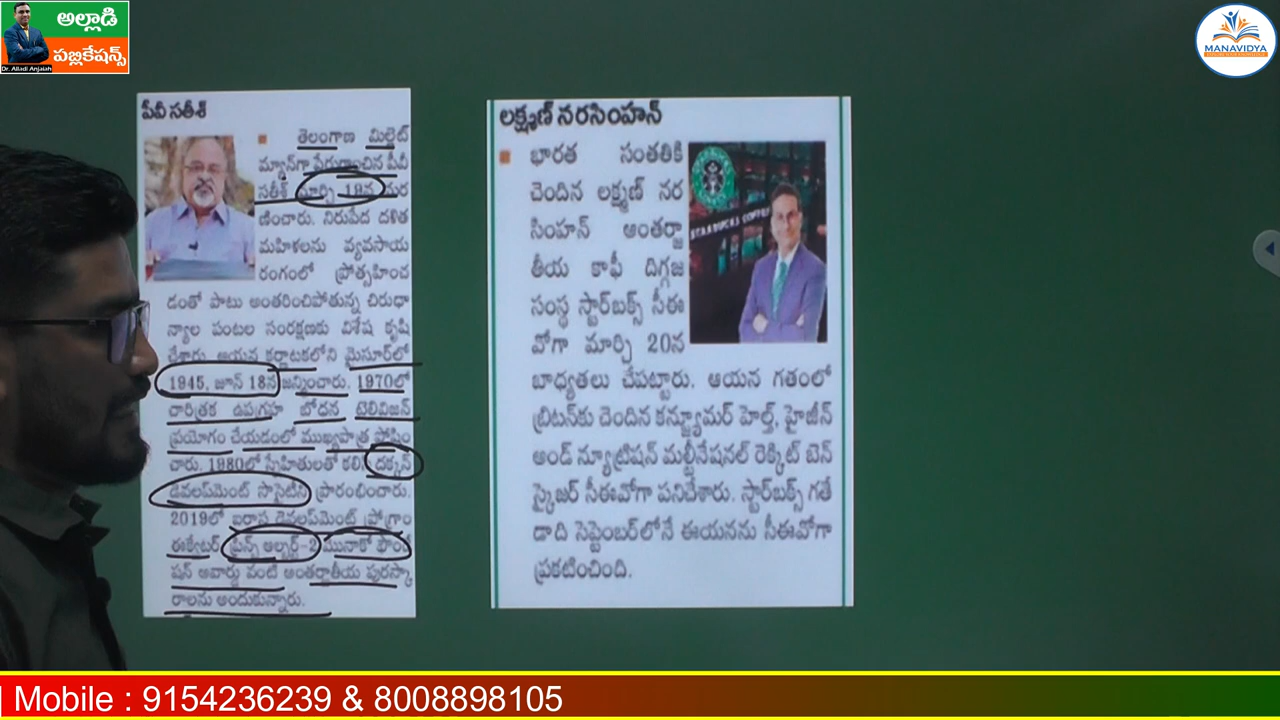 అల్లాడి
పబ్లికేషన్స్
Dr. Alladi Anjaiah
MANAVIDYA
పీవీ సతీశ్
తెలంగాణ మిల్లెట్
మ్యాన్‌గా పేరుగాంచిన పీవీ
సతీశ్ మార్చి 19న మర
ణించారు. నిరుపేద దళిత
మహిళలను వ్యవసాయ
రంగంలో ప్రోత్సహించ
డంతో పాటు అంతరించిపోతున్న చిరుధా
న్యాల పంటల సంరక్షణకు విశేష కృషి
చేశారు. ఆయన కర్ణాటకలోని మైసూర్‌లో
1945, జూన్ 18న జన్మించారు. 1970లో
చారిత్రక ఉపగ్రహ బోధన టెలివిజన్
ప్రయోగం చేయడంలో ముఖ్యపాత్ర పోషిం
చారు. 1980లో స్నేహితులతో కలిసి దక్కన్
డెవలప్‌మెంట్ సొసైటీని ప్రారంభించారు.
2019లో ఐరాస డెవలప్‌మెంట్ ప్రోగ్రాం
ఈక్వేటర్ ప్రిన్స్ ఆల్బర్ట్-2 మునాకో ఫౌండే
షన్ అవార్డు వంటి అంతర్జాతీయ పురస్కా
రాలను అందుకున్నారు.
లక్ష్మణ్ నరసింహన్
భారత సంతతికి
చెందిన లక్ష్మణ్ నర
సింహన్ అంతర్జా
తీయ కాఫీ దిగ్గజ
సంస్థ స్టార్‌బక్స్ సీఈ
వోగా మార్చి 20న
బాధ్యతలు చేపట్టారు. ఆయన గతంలో
బ్రిటన్‌కు చెందిన కన్జ్యూమర్ హెల్త్, హైజీన్
అండ్ న్యూట్రిషన్ మల్టీనేషనల్ రెక్కిట్ బెన్
స్కైజర్ సీఈవోగా పనిచేశారు. స్టార్‌బక్స్ గతే
డాది సెప్టెంబర్‌లోనే ఈయనను సీఈవోగా
ప్రకటించింది.
STARBUCKS COFFEE
Mobile : 9154236239 & 8008898105